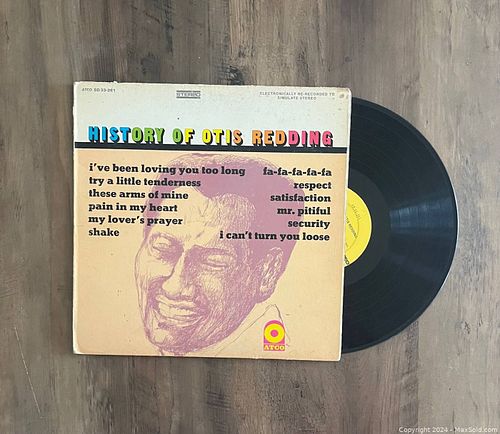 ATCO SD 33-261
STEREO
ELECTRONICALLY RE-RECORDED TO
SIMULATE STEREO
HISTORY OF OTIS REDDING
i've been loving you too long
try a little tenderness
these arms of mine
pain in my heart
my lover's prayer
shake
fa-fa-fa-fa-fa
respect
satisfaction
mr. pitiful
security
i can't turn you loose
ATCO
Copyright 2024 - MaxSold.com